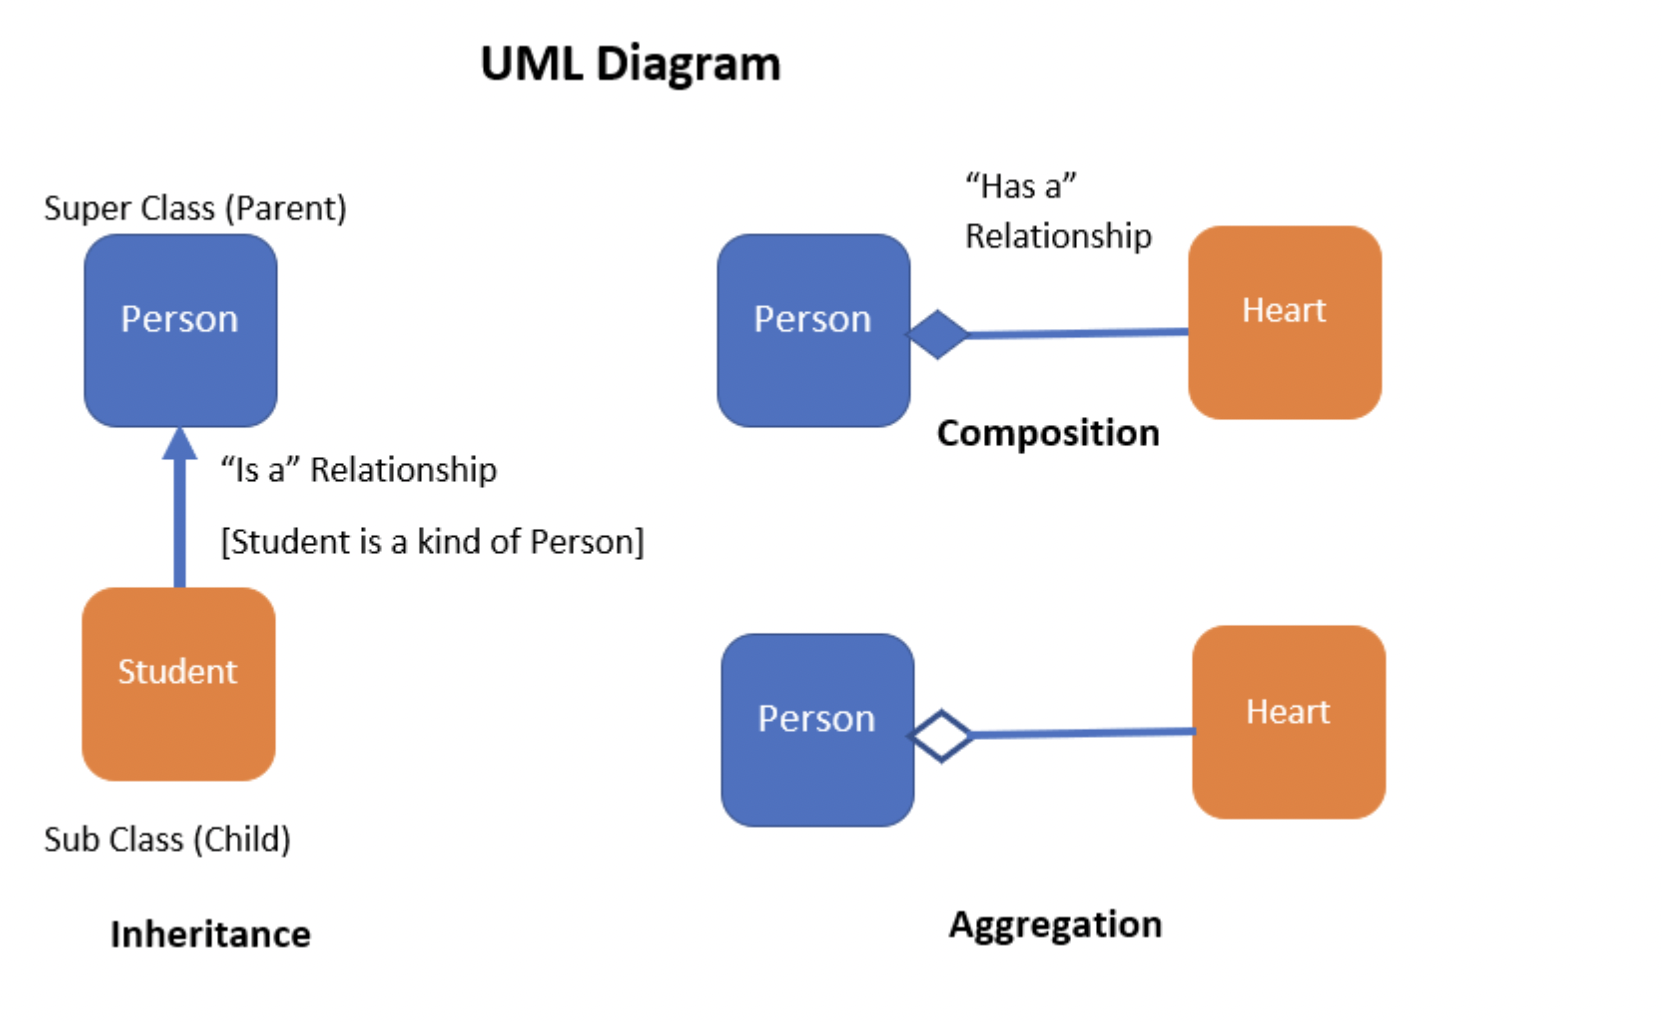 UML Diagram
Super Class (Parent)
Person
“Is a” Relationship
[Student is a kind of Person]
Student
Sub Class (Child)
Inheritance
“Has a”
Relationship
Person
Heart
Composition
Person
Heart
Aggregation